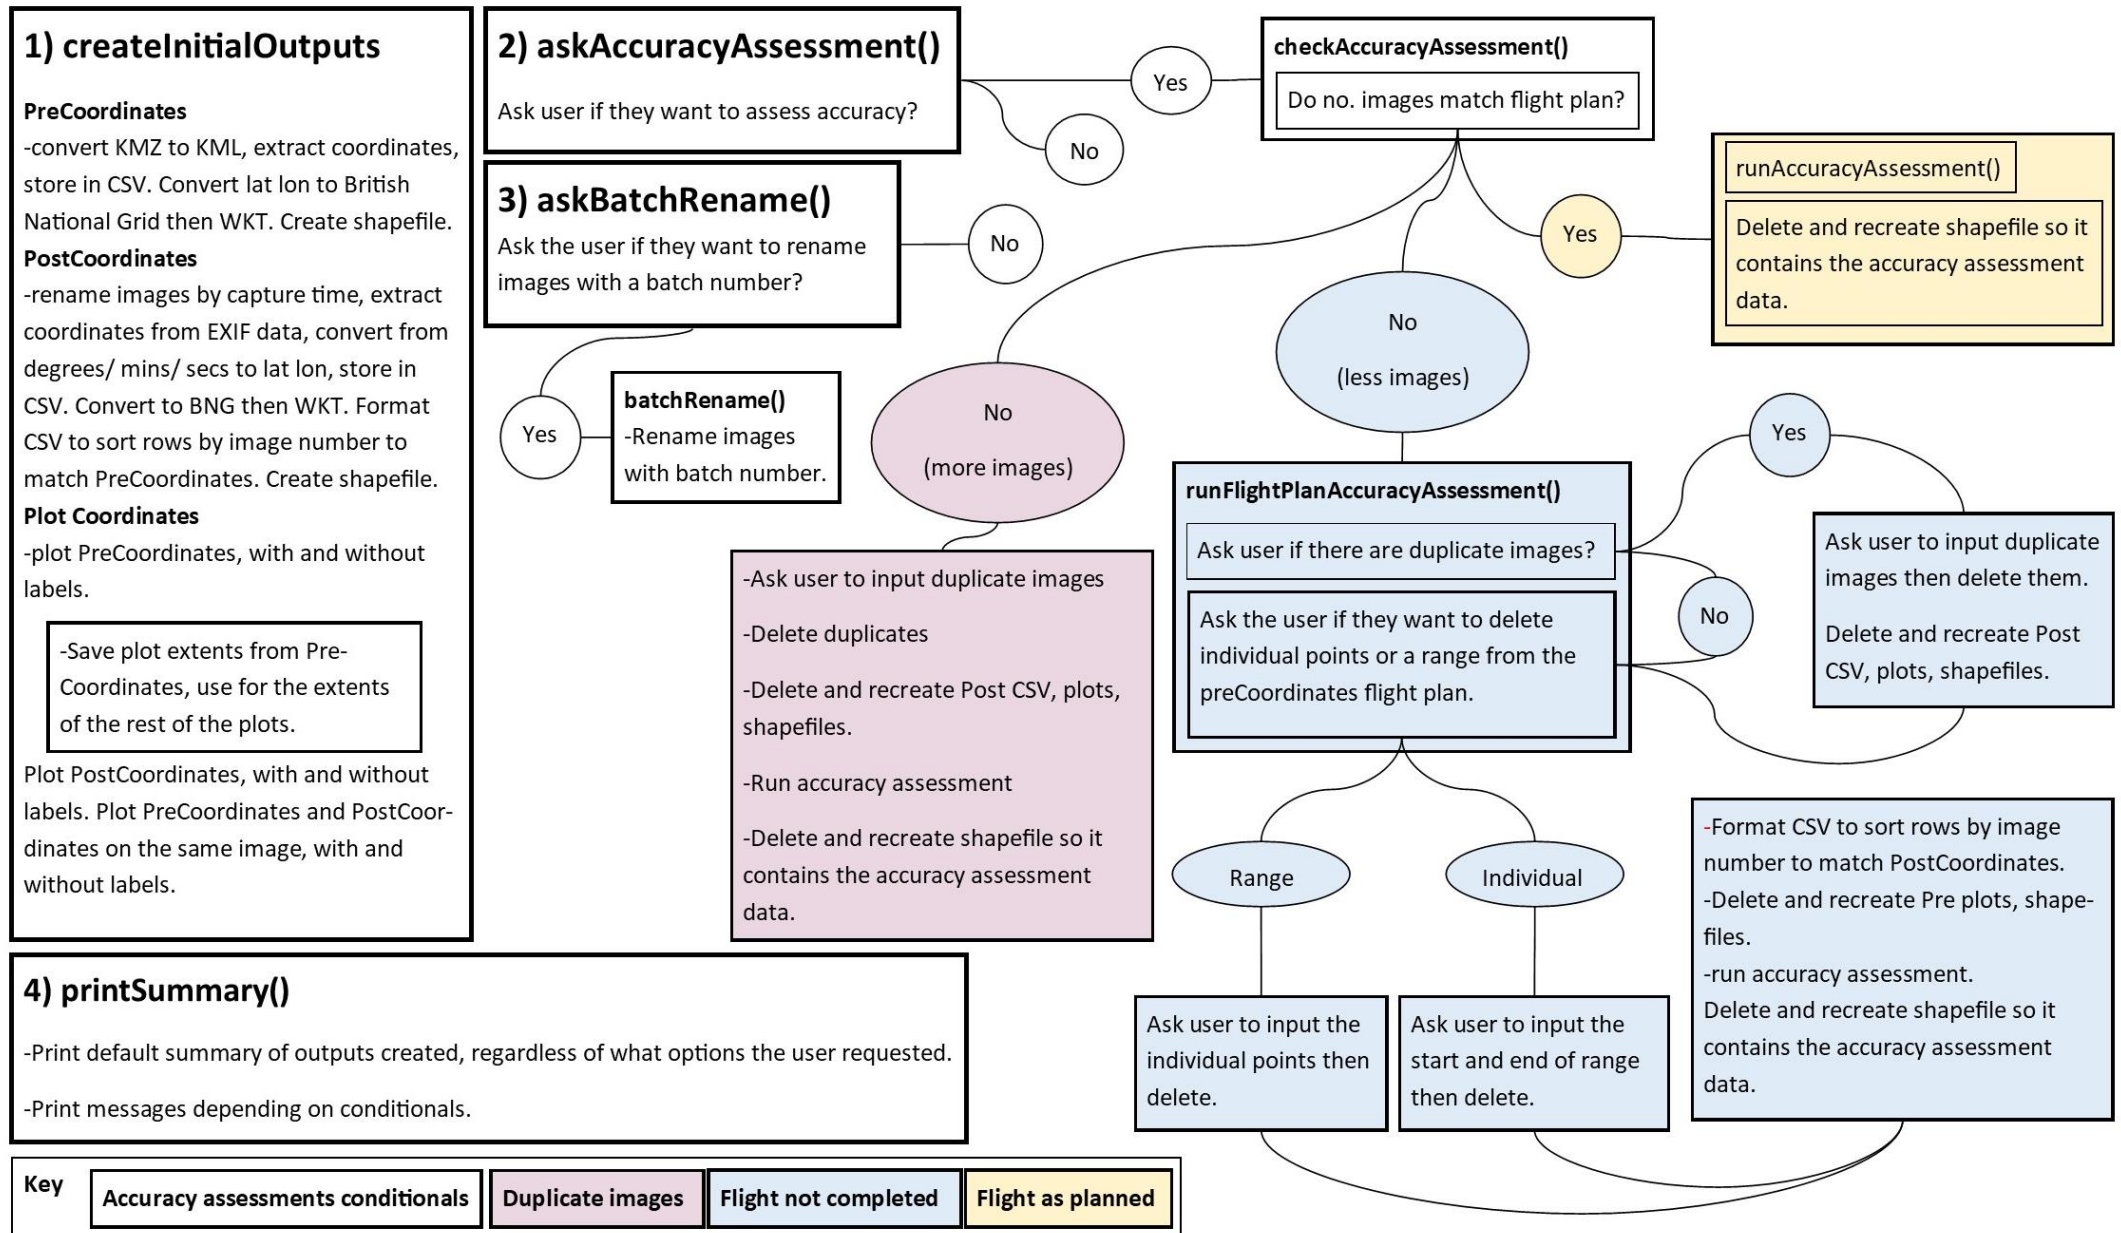 1) createInitialOutputs
PreCoordinates
-convert KMZ to KML, extract coordinates,
store in CSV. Convert lat lon to British
National Grid then WKT. Create shapefile.
PostCoordinates
-rename images by capture time, extract
coordinates from EXIF data, convert from
degrees/ mins/ secs to lat lon, store in
CSV. Convert to BNG then WKT. Format
CSV to sort rows by image number to
match PreCoordinates. Create shapefile.
Plot Coordinates
-plot PreCoordinates, with and without
labels.
-Save plot extents from Pre-
Coordinates, use for the extents
of the rest of the plots.
Plot PostCoordinates, with and without
labels. Plot PreCoordinates and PostCoor-
dinates on the same image, with and
without labels.
2) askAccuracyAssessment()
Ask user if they want to assess accuracy?
Yes
No
checkAccuracyAssessment()
Do no. images match flight plan?
Yes
runAccuracyAssessment()
Delete and recreate shapefile so it
contains the accuracy assessment
data.
3) askBatchRename()
Ask the user if they want to rename
images with a batch number?
No
Yes
batchRename()
-Rename images
with batch number.
No
(more images)
-Ask user to input duplicate images
-Delete duplicates
-Delete and recreate Post CSV, plots,
shapefiles.
-Run accuracy assessment
-Delete and recreate shapefile so it
contains the accuracy assessment
data.
No
(less images)
runFlightPlanAccuracyAssessment()
Ask user if there are duplicate images?
Ask the user if they want to delete
individual points or a range from the
preCoordinates flight plan.
Yes
No
Ask user to input duplicate
images then delete them.
Delete and recreate Post
CSV, plots, shapefiles.
Range
Individual
Ask user to input the
individual points then
delete.
Ask user to input the
start and end of range
then delete.
-Format CSV to sort rows by image
number to match PostCoordinates.
-Delete and recreate Pre plots, shape-
files.
-run accuracy assessment.
Delete and recreate shapefile so it
contains the accuracy assessment
data.
4) printSummary()
-Print default summary of outputs created, regardless of what options the user requested.
-Print messages depending on conditionals.
Key
Accuracy assessments conditionals
Duplicate images
Flight not completed
Flight as planned